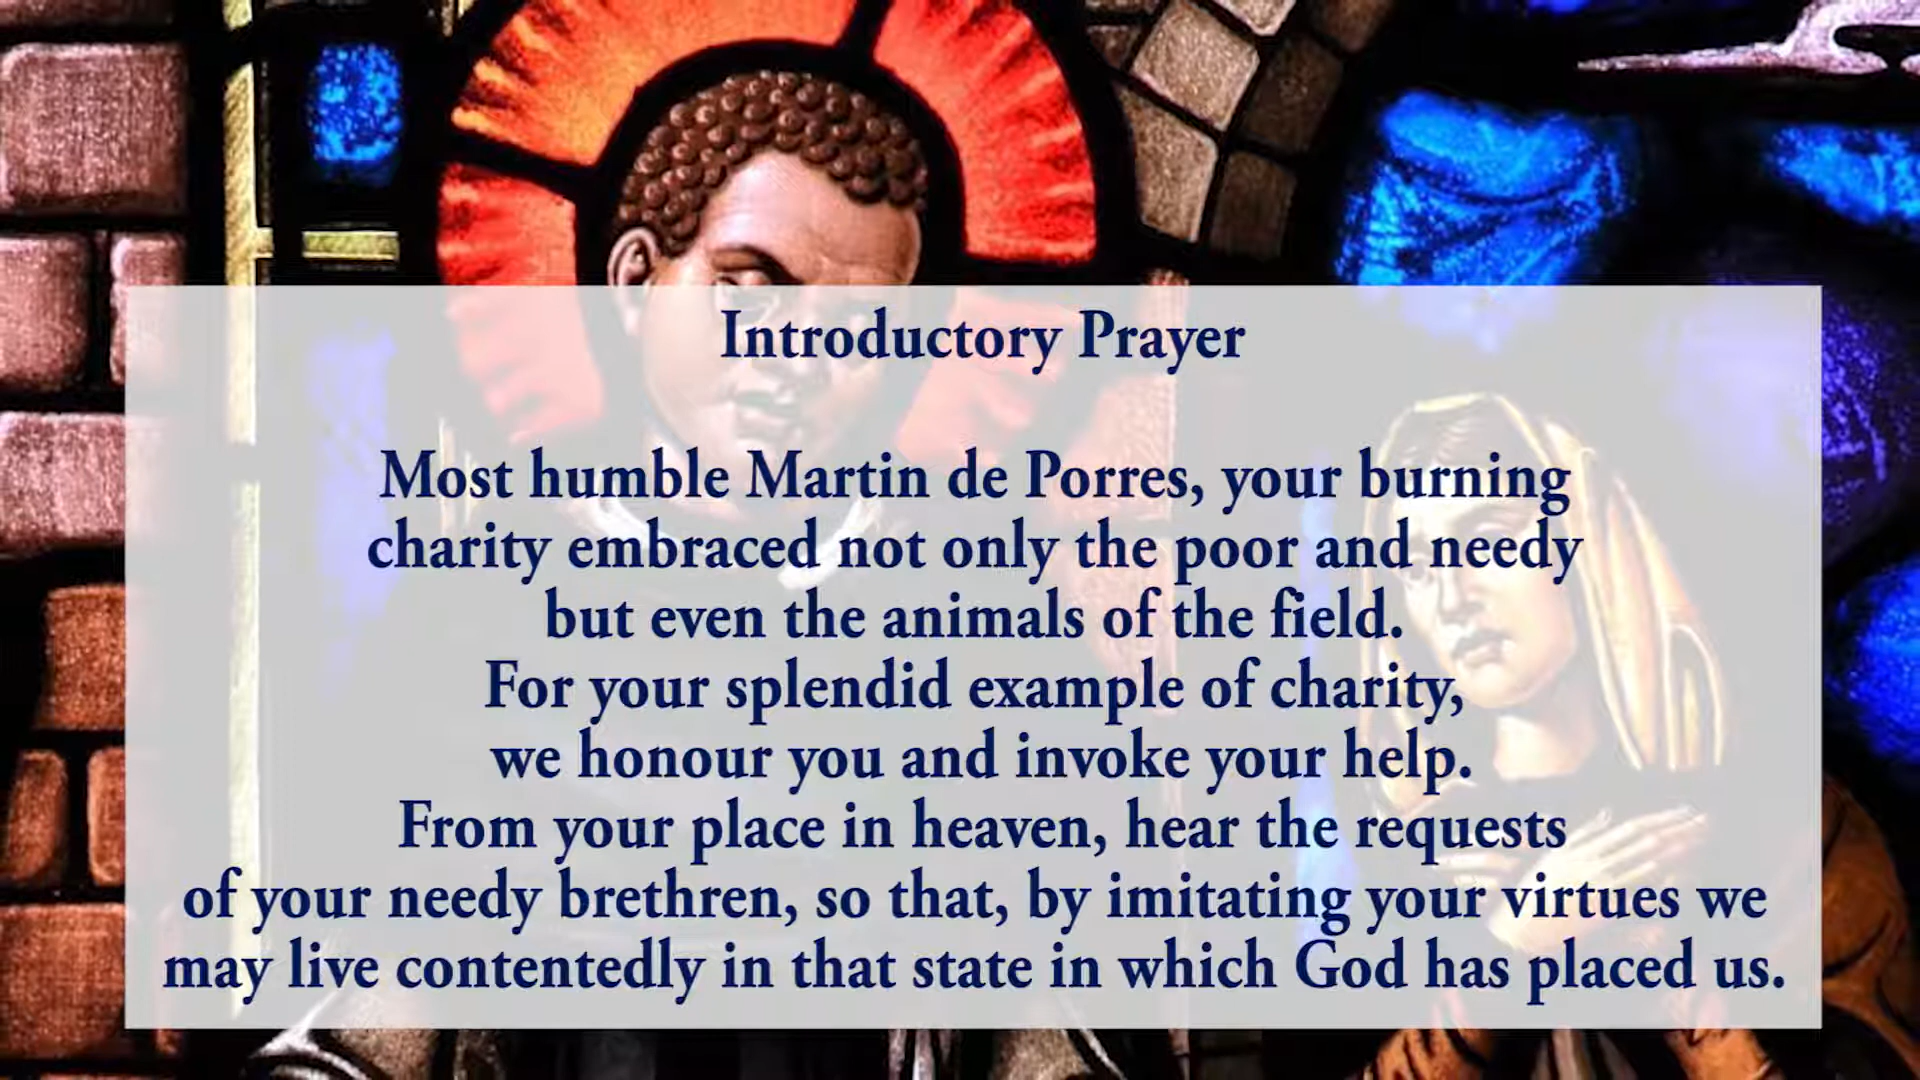 Introductory Prayer
Most humble Martin de Porres, your burning
charity embraced not only the poor and needy
but even the animals of the field.
For your splendid example of charity,
we honour you and invoke your help.
From your place in heaven, hear the requests
of your needy brethren, so that, by imitating your virtues we
may live contentedly in that state in which God has placed us.